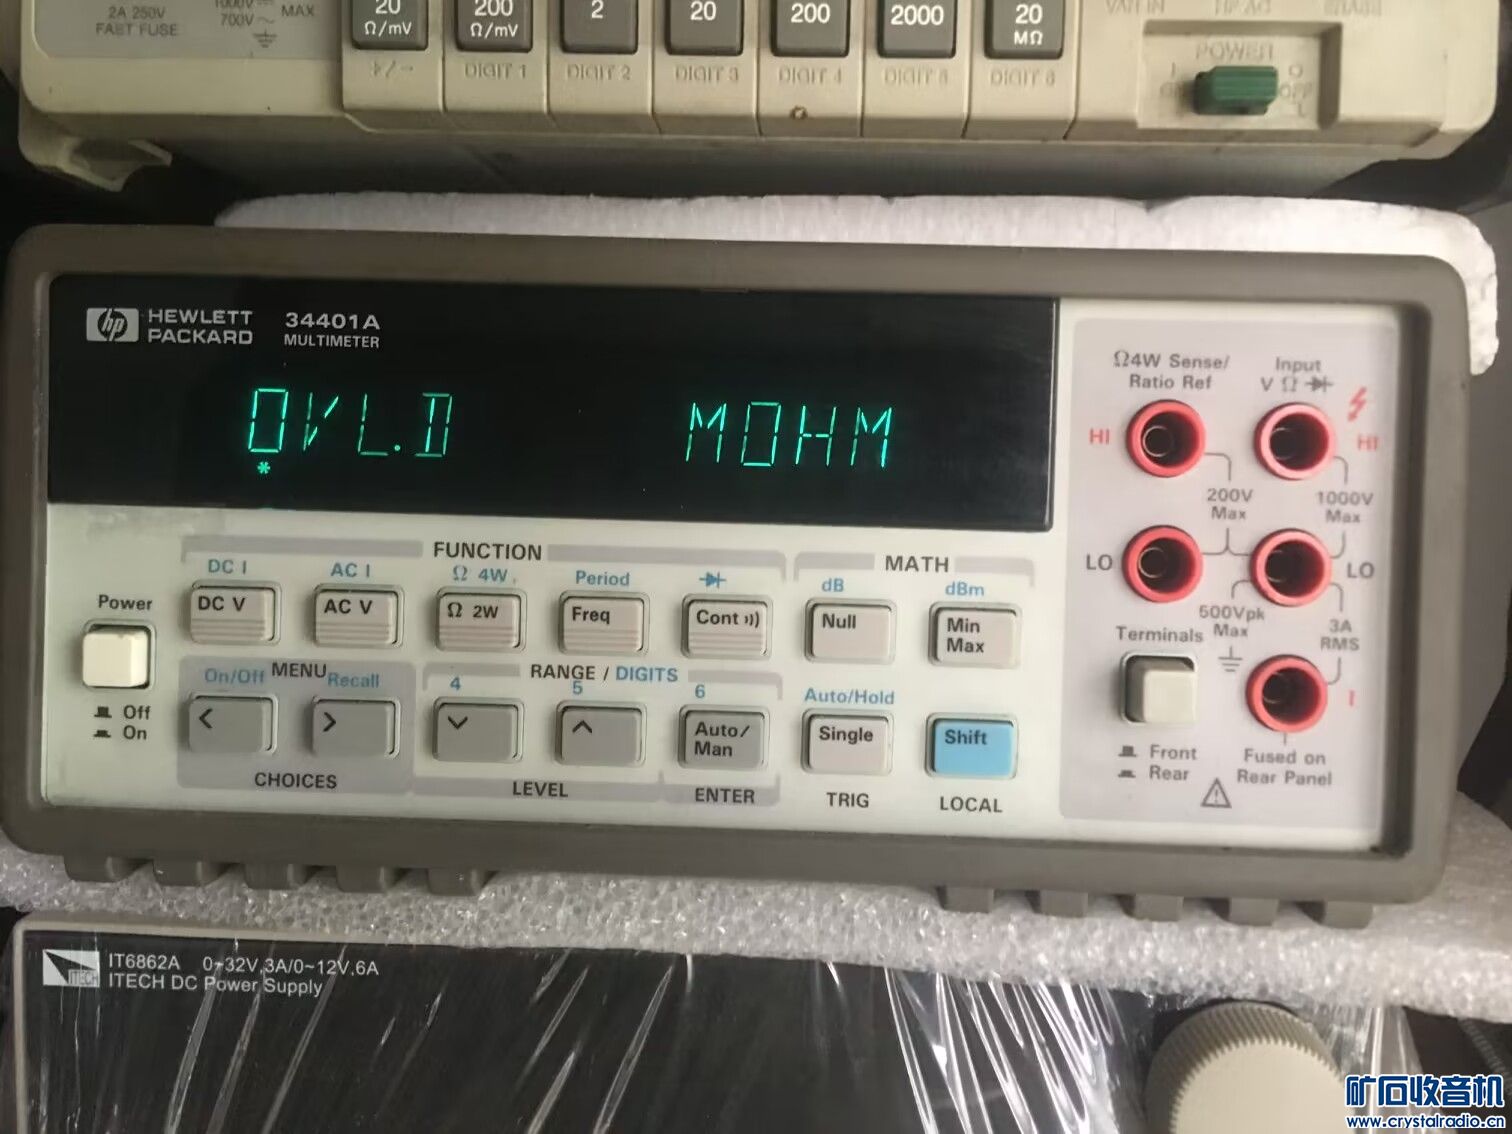 2A 250V
FAST FUSE
1000V
700V
MAX
20
Ω/mV
200
Ω/mV
2
20
200
2000
20
MΩ
DIGIT 1
DIGIT 2
DIGIT 3
DIGIT 4
DIGIT 5
DIGIT 6
POWER
hp HEWLETT
PACKARD
34401A
MULTIMETER
OVL.D MOHM
*
Ω4W Sense/
Ratio Ref
Input
V Ω
HI
HI
200V
Max
1000V
Max
LO
LO
500Vpk
Max
3A
RMS
Terminals
I
Front
Rear
Fused on
Rear Panel
FUNCTION
MATH
DC I
AC I
Ω 4W
Period
dB
dBm
Power
DC V
AC V
Ω 2W
Freq
Cont
Null
Min
Max
Off
On
On/Off
MENU
Recall
RANGE / DIGITS
4
5
6
Auto/Hold
<
>
Auto/
Man
Single
Shift
CHOICES
LEVEL
ENTER
TRIG
LOCAL
ITECH
IT6862A 0~32V,3A/0~12V,6A
ITECH DC Power Supply
矿石收音机
www.crystalradio.cn